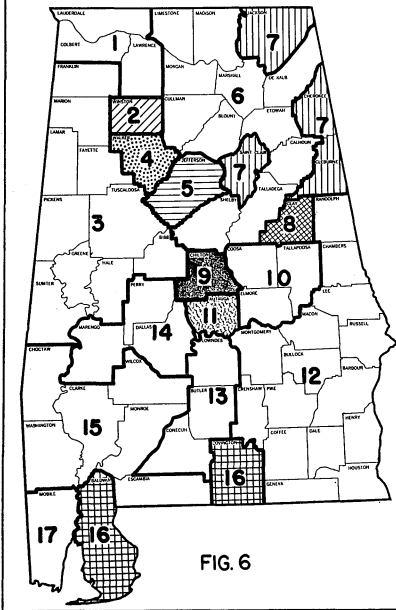 LAUDERDALE
LIMESTONE
MADISON
JACKSON
COLBERT
1
LAWRENCE
7
FRANKLIN
MORGAN
MARSHALL
DE KALB
MARION
WINSTON
CULLMAN
6
CHEROKEE
2
BLOUNT
ETOWAH
7
WALKER
LAMAR
FAYETTE
4
JEFFERSON
SAINT CLAIR
CALHOUN
5
7
CLEBURNE
TUSCALOOSA
SHELBY
TALLADEGA
PICKENS
RANDOLPH
3
8
BIBB
GREENE
HALE
COOSA
TALLAPOOSA
CHAMBERS
9
10
SUMTER
PERRY
AUTAUGA
ELMORE
LEE
11
MACON
MARENGO
DALLAS
14
LOWNDES
MONTGOMERY
RUSSELL
CHOCTAW
BULLOCK
WILCOX
BARBOUR
CLARKE
BUTLER
13
CRENSHAW
PIKE
12
MONROE
15
HENRY
WASHINGTON
CONECUH
COVINGTON
COFFEE
DALE
HOUSTON
16
ESCAMBIA
GENEVA
MOBILE
BALDWIN
17
16
FIG. 6